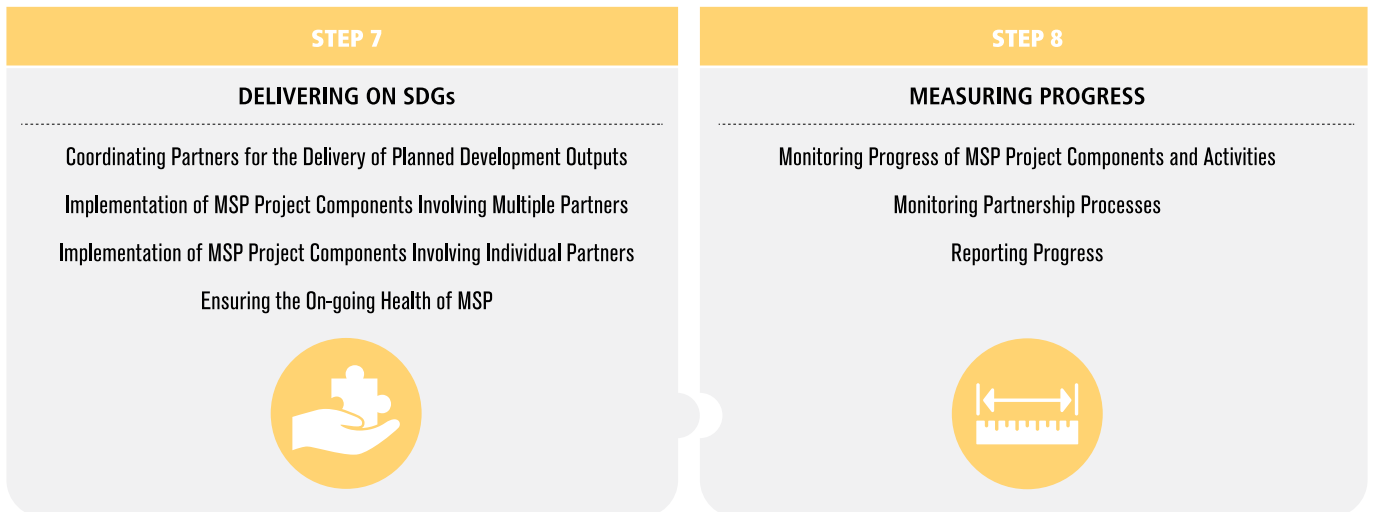 STEP 7
DELIVERING ON SDGs
Coordinating Partners for the Delivery of Planned Development Outputs
Implementation of MSP Project Components Involving Multiple Partners
Implementation of MSP Project Components Involving Individual Partners
Ensuring the On-going Health of MSP
STEP 8
MEASURING PROGRESS
Monitoring Progress of MSP Project Components and Activities
Monitoring Partnership Processes
Reporting Progress